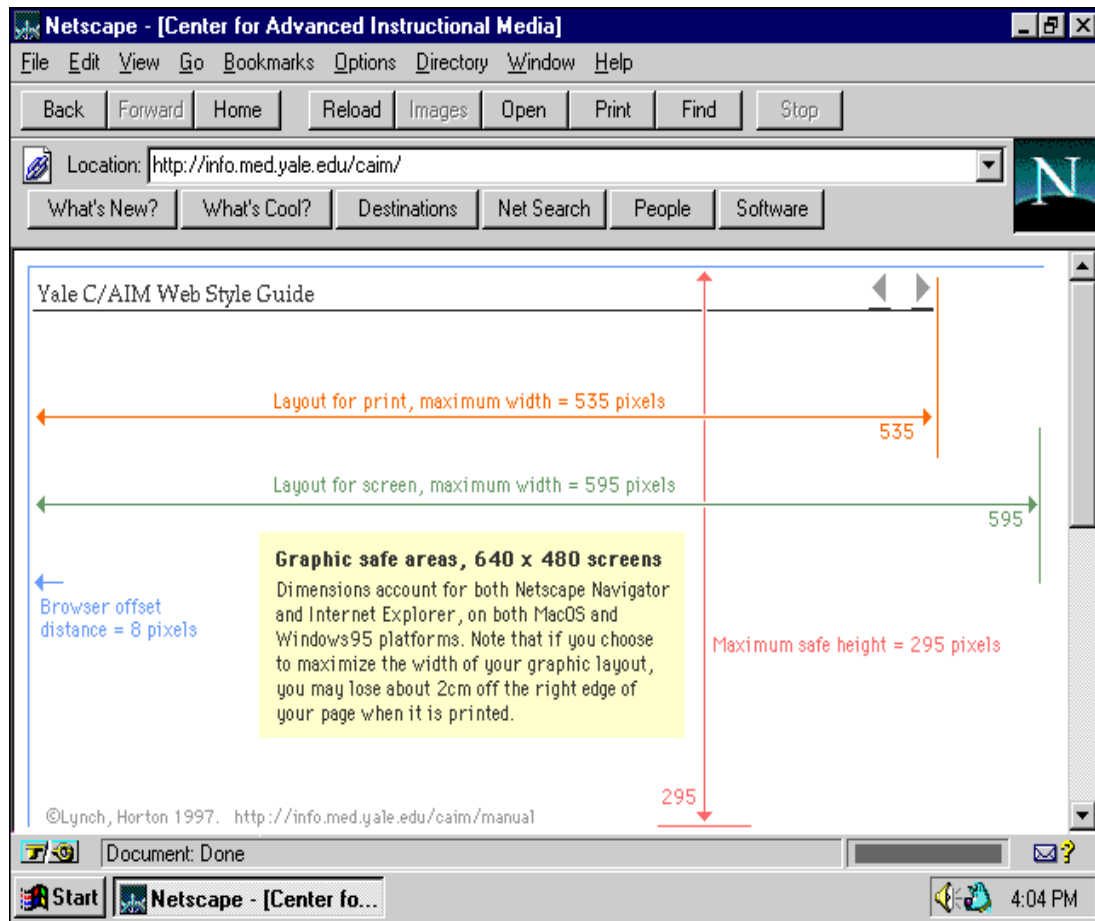 Netscape - [Center for Advanced Instructional Media]
File Edit View Go Bookmarks Options Directory Window Help
Back Forward Home Reload Images Open Print Find Stop
Location: http://info.med.yale.edu/caim/
N
What's New? What's Cool? Destinations Net Search People Software
Yale C/AIM Web Style Guide
Layout for print, maximum width = 535 pixels
535
Layout for screen, maximum width = 595 pixels
595
Graphic safe areas, 640 x 480 screens
Dimensions account for both Netscape Navigator
and Internet Explorer, on both MacOS and
Windows95 platforms. Note that if you choose
to maximize the width of your graphic layout,
you may lose about 2cm off the right edge of
your page when it is printed.
Browser offset
distance = 8 pixels
Maximum safe height = 295 pixels
295
©Lynch, Horton 1997. http://info.med.yale.edu/caim/manual
Document: Done
?
Start Netscape - [Center fo... 4:04 PM